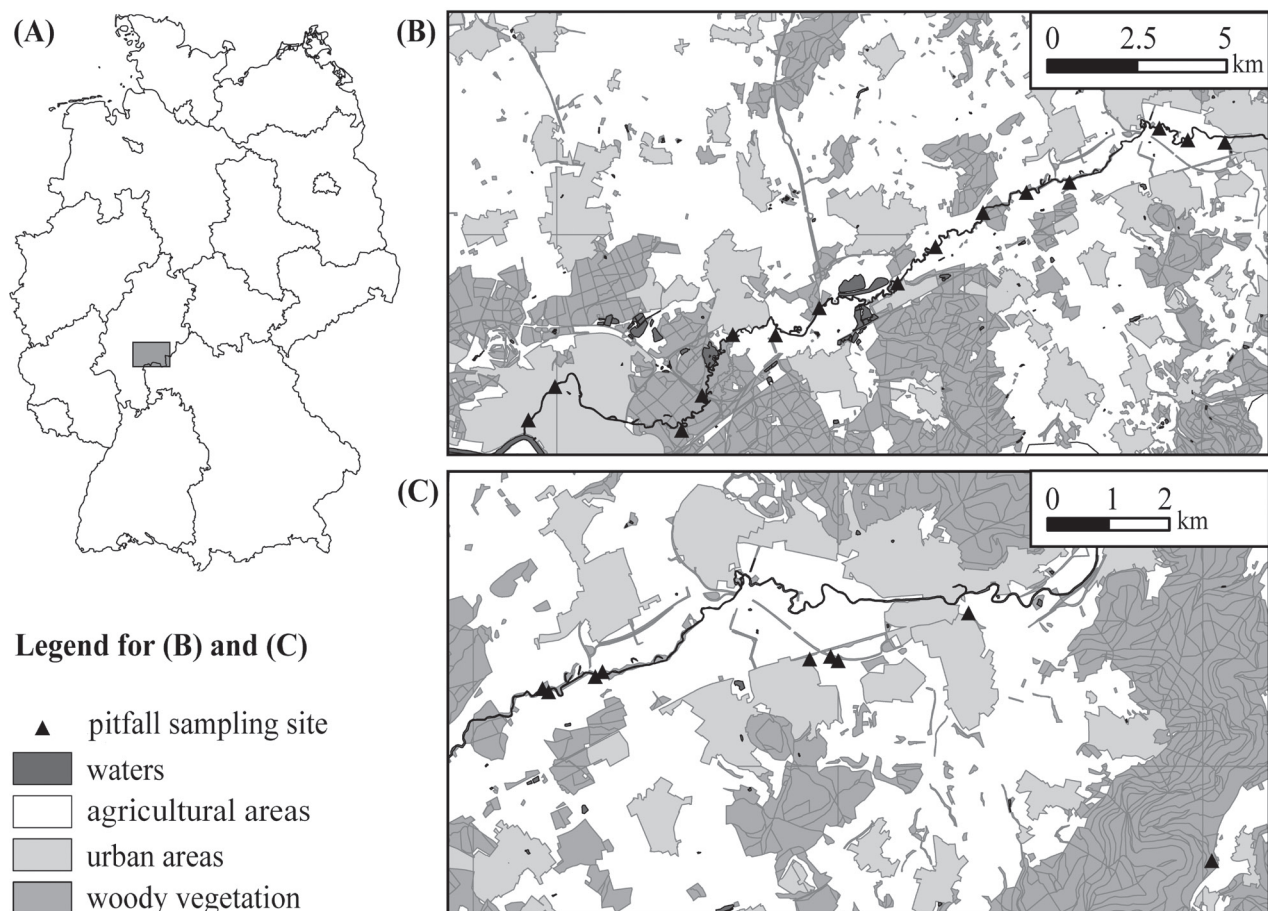 (A)
(B)
0 2.5 5
km
(C)
0 1 2
km
Legend for (B) and (C)
pitfall sampling site
waters
agricultural areas
urban areas
woody vegetation